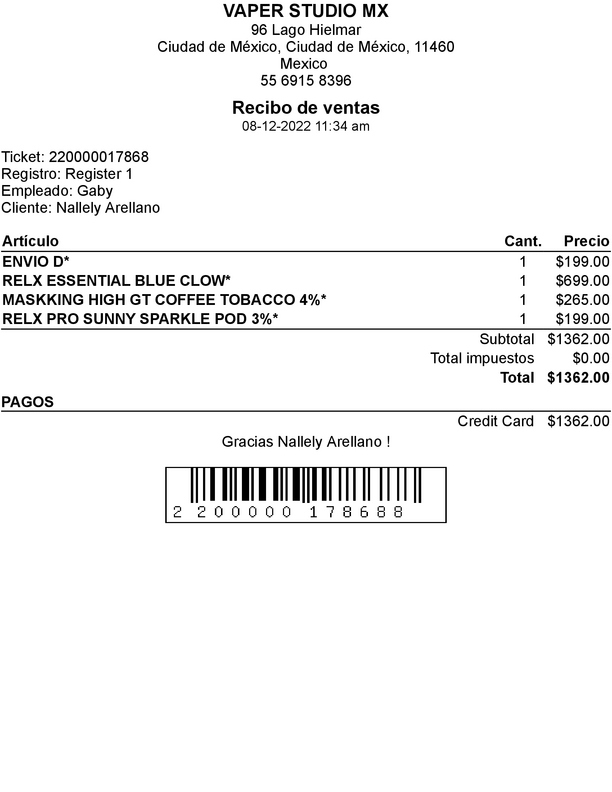 VAPER STUDIO MX
96 Lago Hielmar
Ciudad de México, Ciudad de México, 11460
Mexico
55 6915 8396
Recibo de ventas
08-12-2022 11:34 am
Ticket: 220000017868
Registro: Register 1
Empleado: Gaby
Cliente: Nallely Arellano
Artículo Cant. Precio
ENVIO D* 1 $199.00
RELX ESSENTIAL BLUE CLOW* 1 $699.00
MASKKING HIGH GT COFFEE TOBACCO 4%* 1 $265.00
RELX PRO SUNNY SPARKLE POD 3%* 1 $199.00
Subtotal $1362.00
Total impuestos $0.00
Total $1362.00
PAGOS
Credit Card $1362.00
Gracias Nallely Arellano !
2 200000 178688